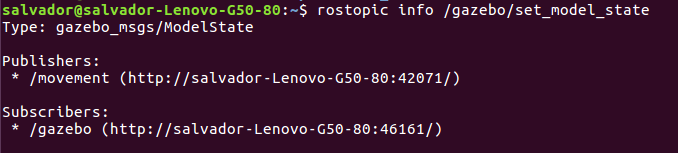 salvador@salvador-Lenovo-G50-80:~$ rostopic info /gazebo/set_model_state
Type: gazebo_msgs/ModelState
Publishers:
* /movement (http://salvador-Lenovo-G50-80:42071/)
Subscribers:
* /gazebo (http://salvador-Lenovo-G50-80:46161/)